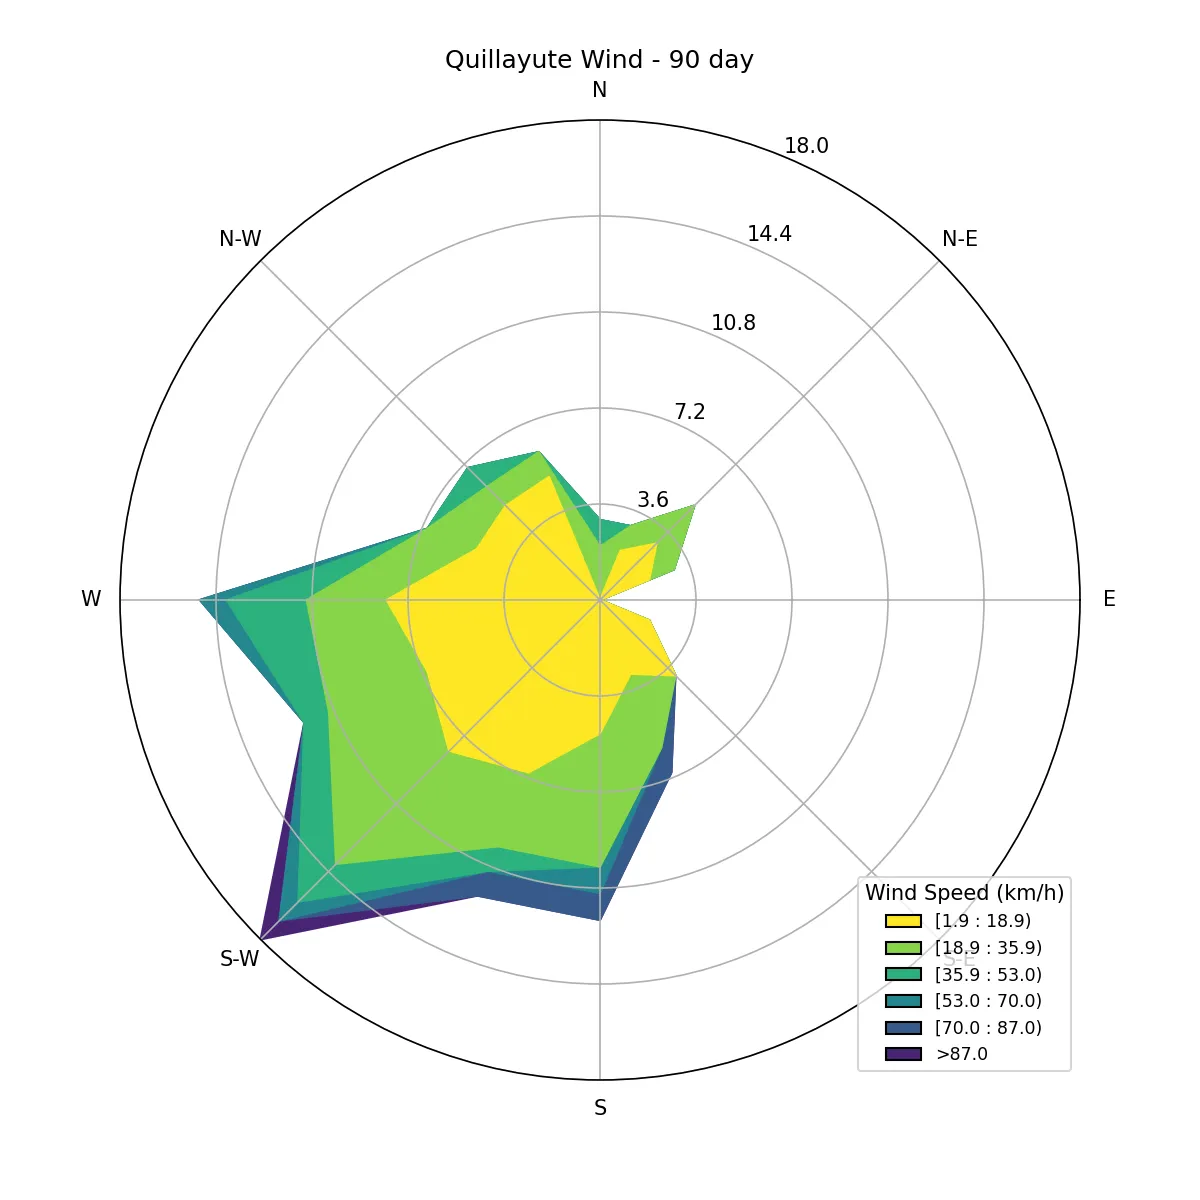 Quillayute Wind - 90 day
N
18.0
N-W
14.4
N-E
10.8
7.2
3.6
W
E
Wind Speed (km/h)
[1.9 : 18.9)
[18.9 : 35.9)
S-W
S-E
[35.9 : 53.0)
[53.0 : 70.0)
[70.0 : 87.0)
>87.0
S